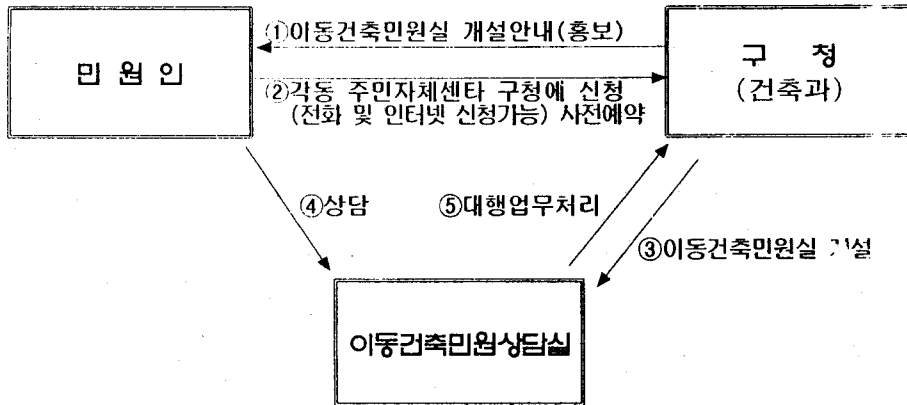 ①이동건축민원실 개설안내(홍보)
민 원 인
구 청
(건축과)
②각동 주민자체센타 구청에 신청
(전화 및 인터넷 신청가능) 사전예약
④상담
⑤대행업무처리
③이동건축민원실
이동건축민원상담실